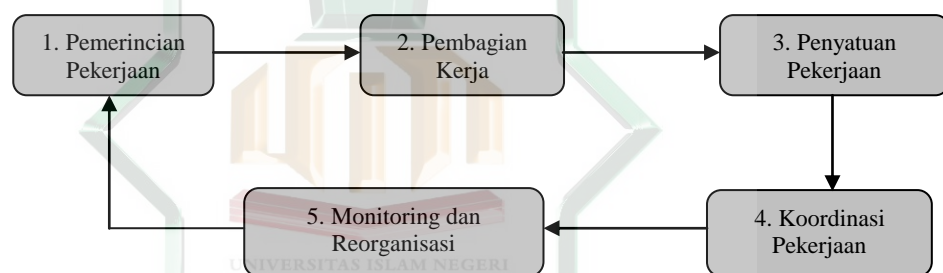 1. Pemerincian
Pekerjaan
2. Pembagian
Kerja
3. Penyatuan
Pekerjaan
4. Koordinasi
Pekerjaan
5. Monitoring dan
Reorganisasi
UNIVERSITAS ISLAM NEGERI